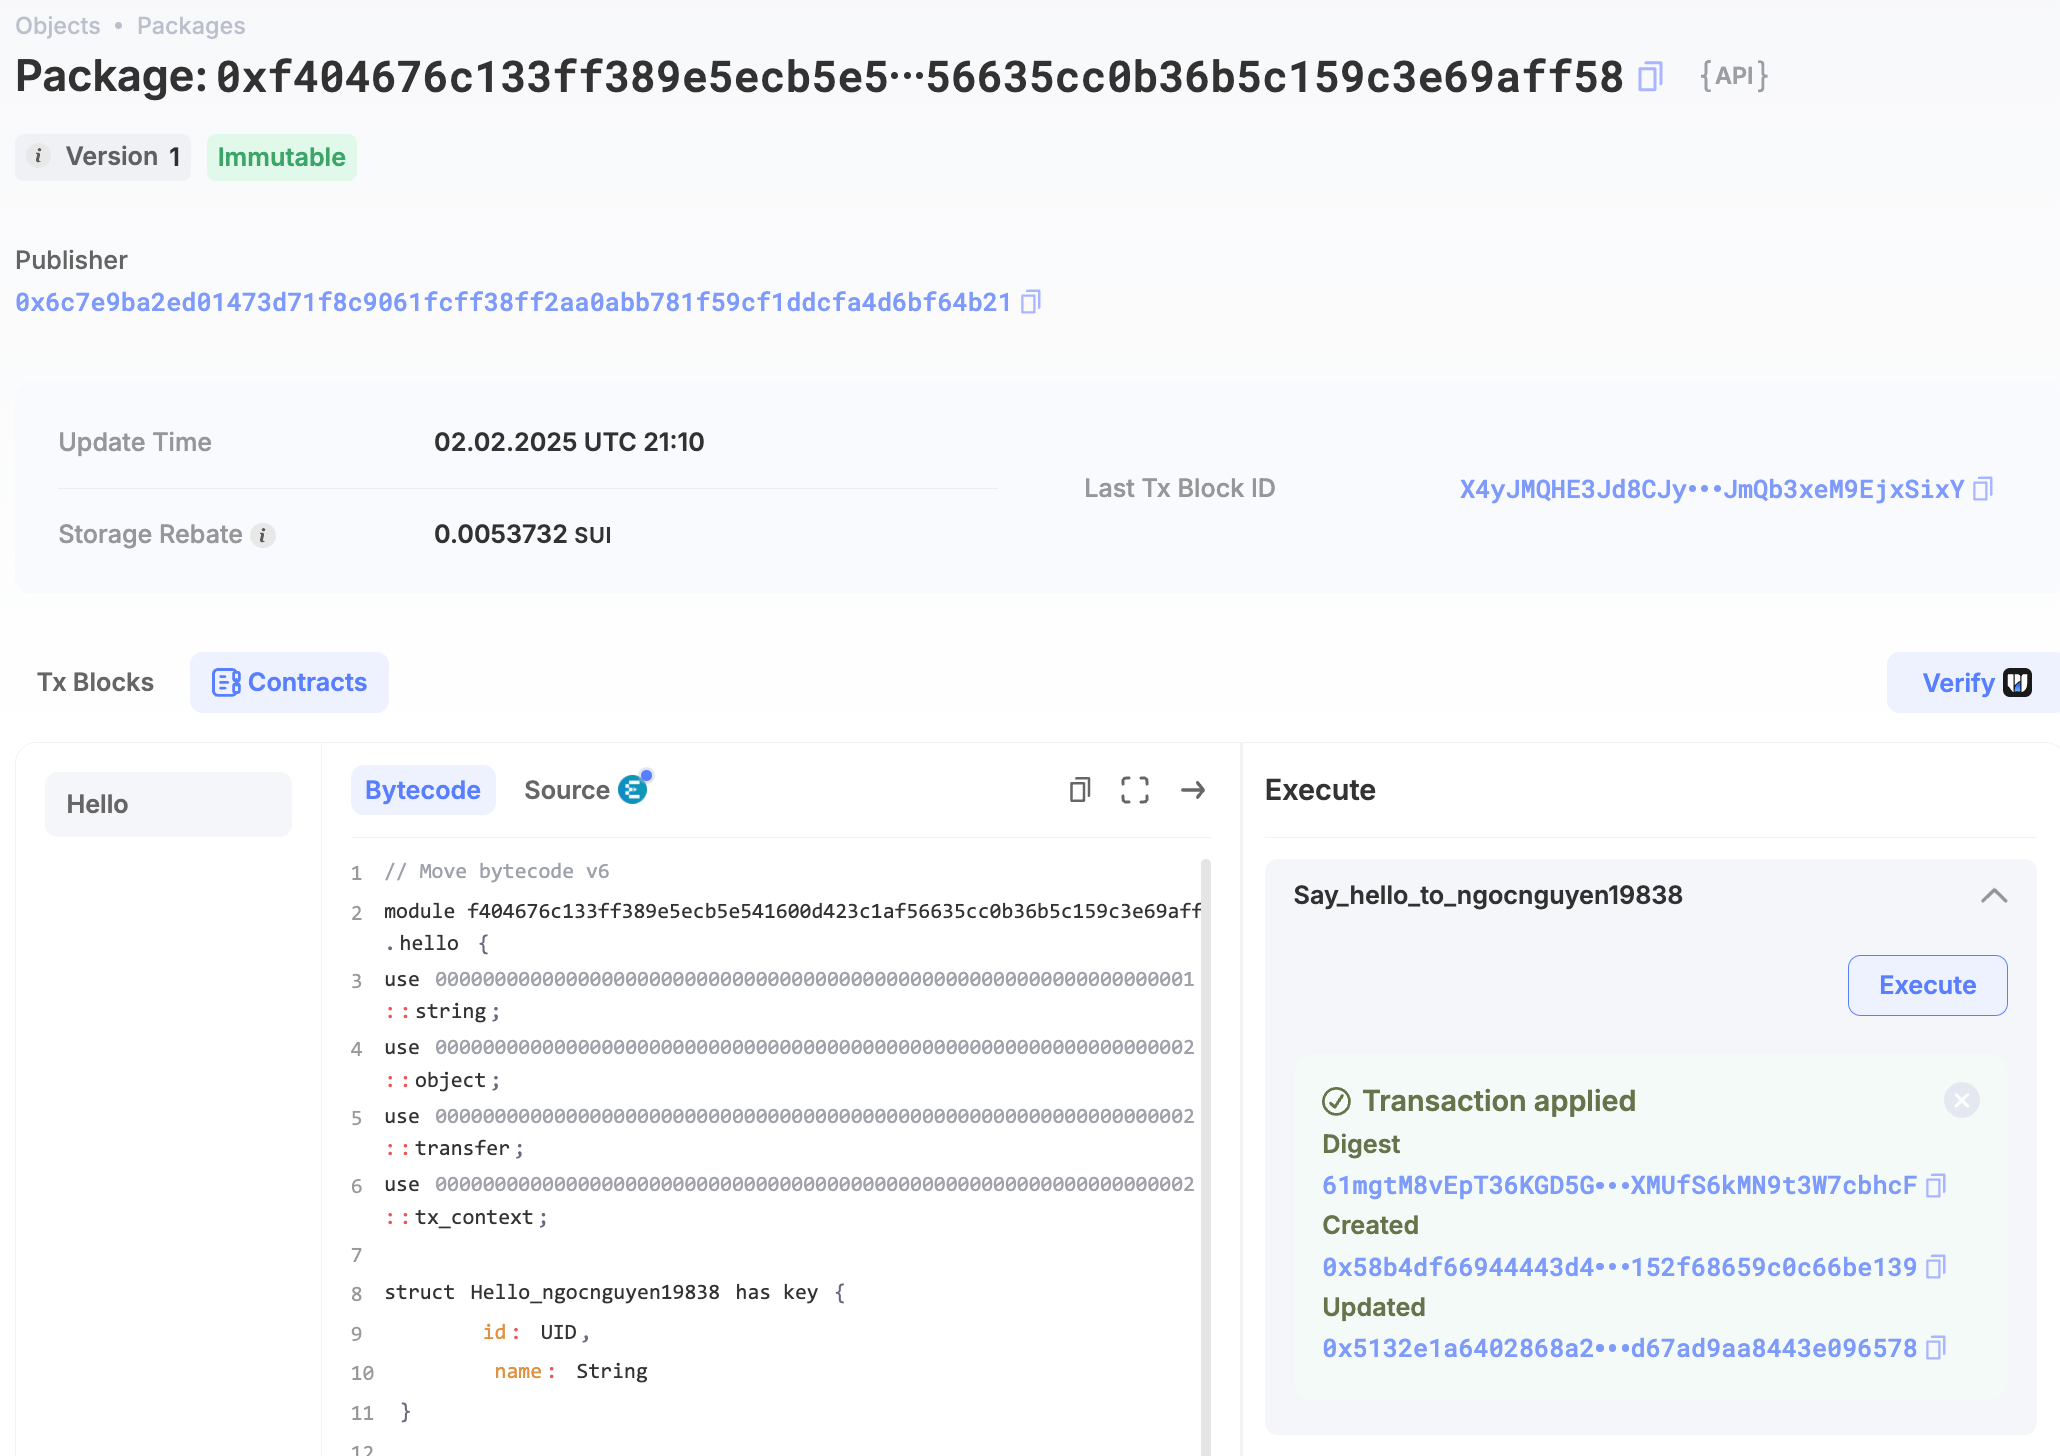 Objects • Packages
Package: 0xf404676c133ff389e5ecb5e5···56635cc0b36b5c159c3e69aff58 {API}
i Version 1 Immutable
Publisher
0x6c7e9ba2ed01473d71f8c9061fcff38ff2aa0abb781f59cf1ddcfa4d6bf64b21
Update Time 02.02.2025 UTC 21:10
Last Tx Block ID X4yJMQHE3Jd8CJy•••JmQb3xeM9EjxSixY
Storage Rebate i 0.0053732 SUI
Tx Blocks Contracts Verify
Hello
Bytecode Source
1 // Move bytecode v6
2 module f404676c133ff389e5ecb5e541600d423c1af56635cc0b36b5c159c3e69aff
.hello {
3 use 0000000000000000000000000000000000000000000000000000000000000001
::string;
4 use 0000000000000000000000000000000000000000000000000000000000000002
::object;
5 use 0000000000000000000000000000000000000000000000000000000000000002
::transfer;
6 use 0000000000000000000000000000000000000000000000000000000000000002
::tx_context;
7
8 struct Hello_ngocnguyen19838 has key {
9 id: UID,
10 name: String
11 }
12
Execute
Say_hello_to_ngocnguyen19838
Execute
Transaction applied
Digest
61mgtM8vEpT36KGD5G•••XMUfS6kMN9t3W7cbhcF
Created
0x58b4df66944443d4•••152f68659c0c66be139
Updated
0x5132e1a6402868a2•••d67ad9aa8443e096578